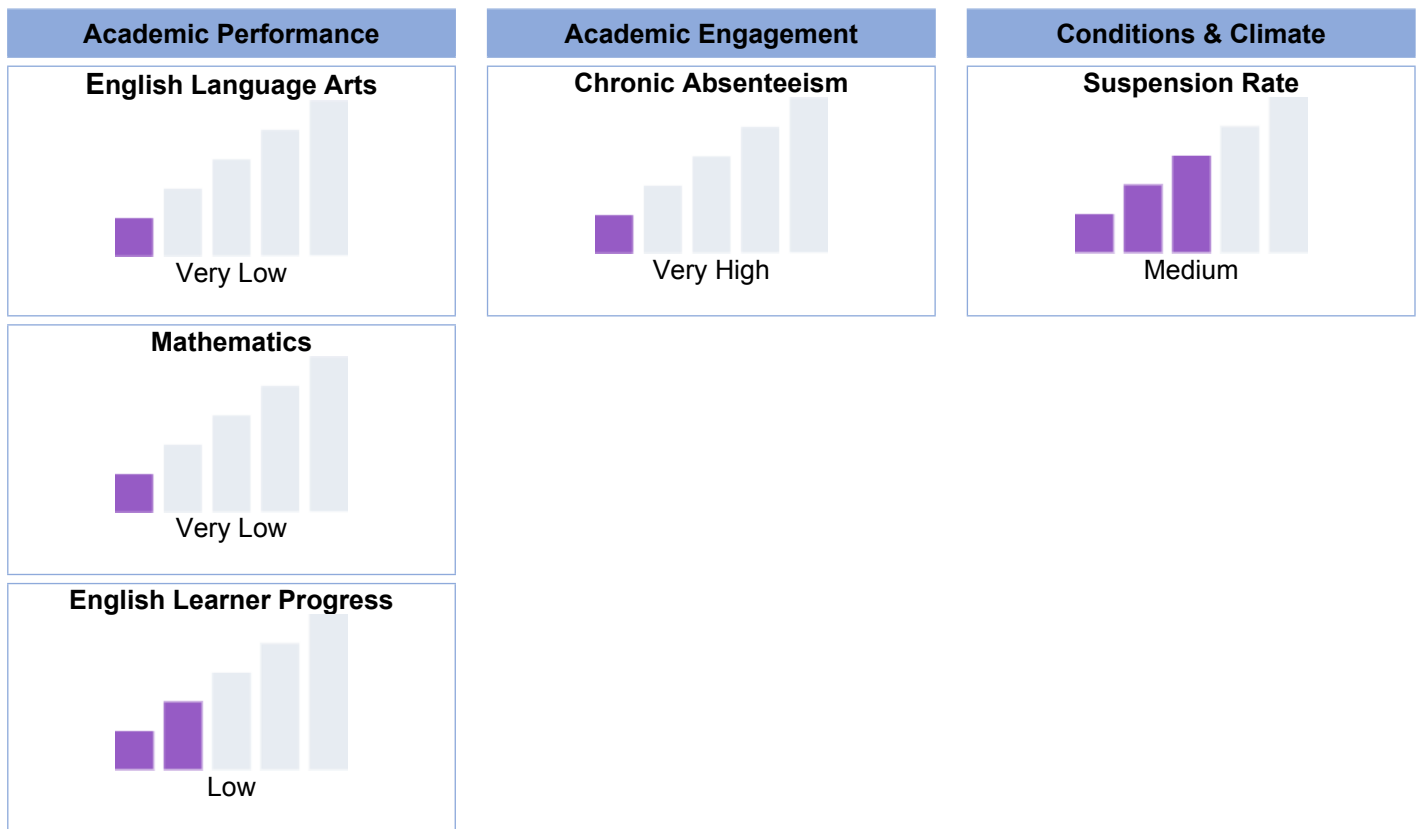 Academic Performance
Academic Engagement
Conditions & Climate
English Language Arts
Very Low
Chronic Absenteeism
Very High
Suspension Rate
Medium
Mathematics
Very Low
English Learner Progress
Low